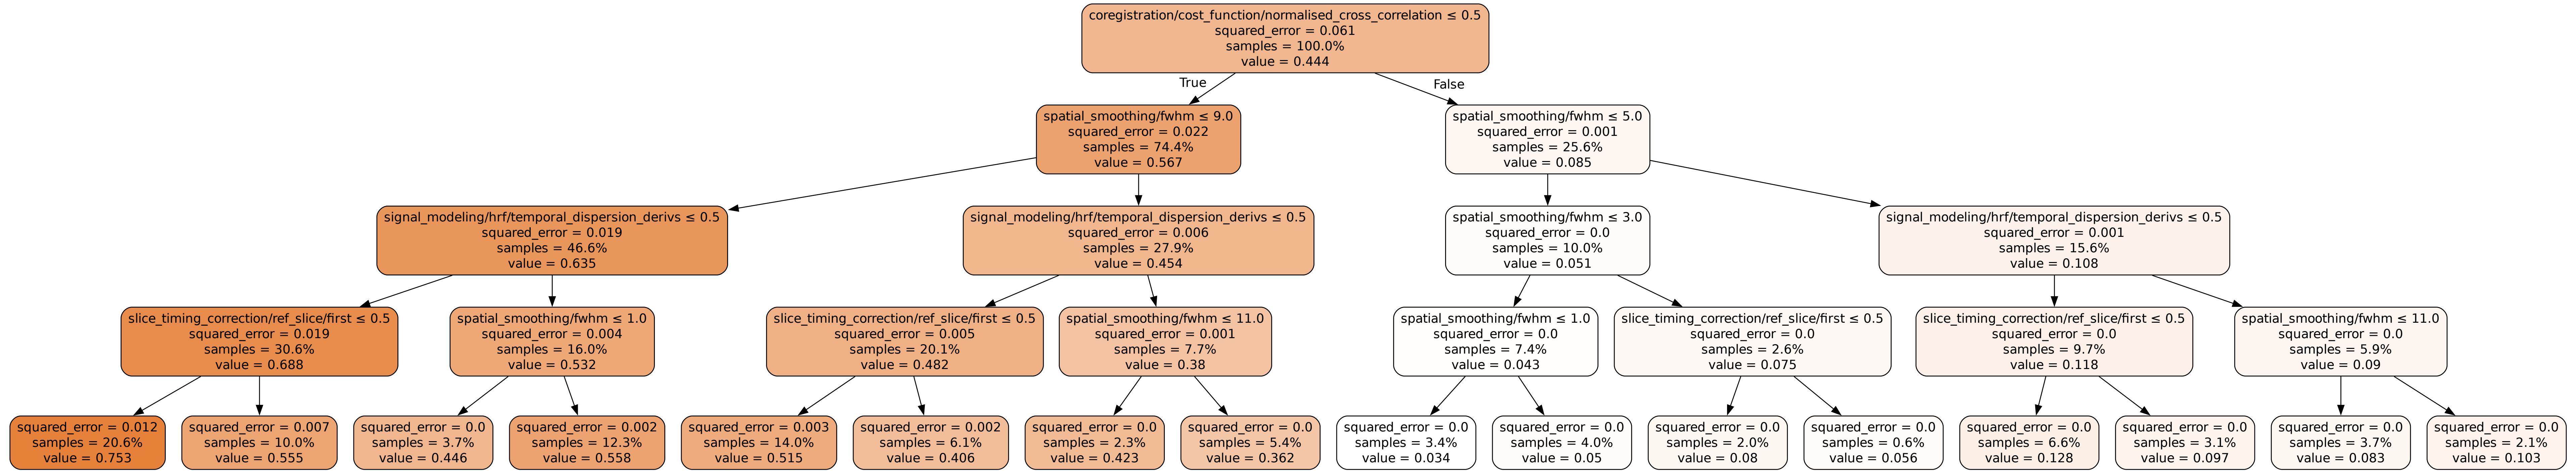 coregistration/cost_function/normalised_cross_correlation ≤ 0.5
squared_error = 0.061
samples = 100.0%
value = 0.444
True
False
spatial_smoothing/fwhm ≤ 9.0
squared_error = 0.022
samples = 74.4%
value = 0.567
spatial_smoothing/fwhm ≤ 5.0
squared_error = 0.001
samples = 25.6%
value = 0.085
signal_modeling/hrf/temporal_dispersion_derivs ≤ 0.5
squared_error = 0.019
samples = 46.6%
value = 0.635
signal_modeling/hrf/temporal_dispersion_derivs ≤ 0.5
squared_error = 0.006
samples = 27.9%
value = 0.454
spatial_smoothing/fwhm ≤ 3.0
squared_error = 0.0
samples = 10.0%
value = 0.051
signal_modeling/hrf/temporal_dispersion_derivs ≤ 0.5
squared_error = 0.001
samples = 15.6%
value = 0.108
slice_timing_correction/ref_slice/first ≤ 0.5
squared_error = 0.019
samples = 30.6%
value = 0.688
spatial_smoothing/fwhm ≤ 1.0
squared_error = 0.004
samples = 16.0%
value = 0.532
slice_timing_correction/ref_slice/first ≤ 0.5
squared_error = 0.005
samples = 20.1%
value = 0.482
spatial_smoothing/fwhm ≤ 11.0
squared_error = 0.001
samples = 7.7%
value = 0.38
spatial_smoothing/fwhm ≤ 1.0
squared_error = 0.0
samples = 7.4%
value = 0.043
slice_timing_correction/ref_slice/first ≤ 0.5
squared_error = 0.0
samples = 2.6%
value = 0.075
slice_timing_correction/ref_slice/first ≤ 0.5
squared_error = 0.0
samples = 9.7%
value = 0.118
spatial_smoothing/fwhm ≤ 11.0
squared_error = 0.0
samples = 5.9%
value = 0.09
squared_error = 0.012
samples = 20.6%
value = 0.753
squared_error = 0.007
samples = 10.0%
value = 0.555
squared_error = 0.0
samples = 3.7%
value = 0.446
squared_error = 0.002
samples = 12.3%
value = 0.558
squared_error = 0.003
samples = 14.0%
value = 0.515
squared_error = 0.002
samples = 6.1%
value = 0.406
squared_error = 0.0
samples = 2.3%
value = 0.423
squared_error = 0.0
samples = 5.4%
value = 0.362
squared_error = 0.0
samples = 3.4%
value = 0.034
squared_error = 0.0
samples = 4.0%
value = 0.05
squared_error = 0.0
samples = 2.0%
value = 0.08
squared_error = 0.0
samples = 0.6%
value = 0.056
squared_error = 0.0
samples = 6.6%
value = 0.128
squared_error = 0.0
samples = 3.1%
value = 0.097
squared_error = 0.0
samples = 3.7%
value = 0.083
squared_error = 0.0
samples = 2.1%
value = 0.103